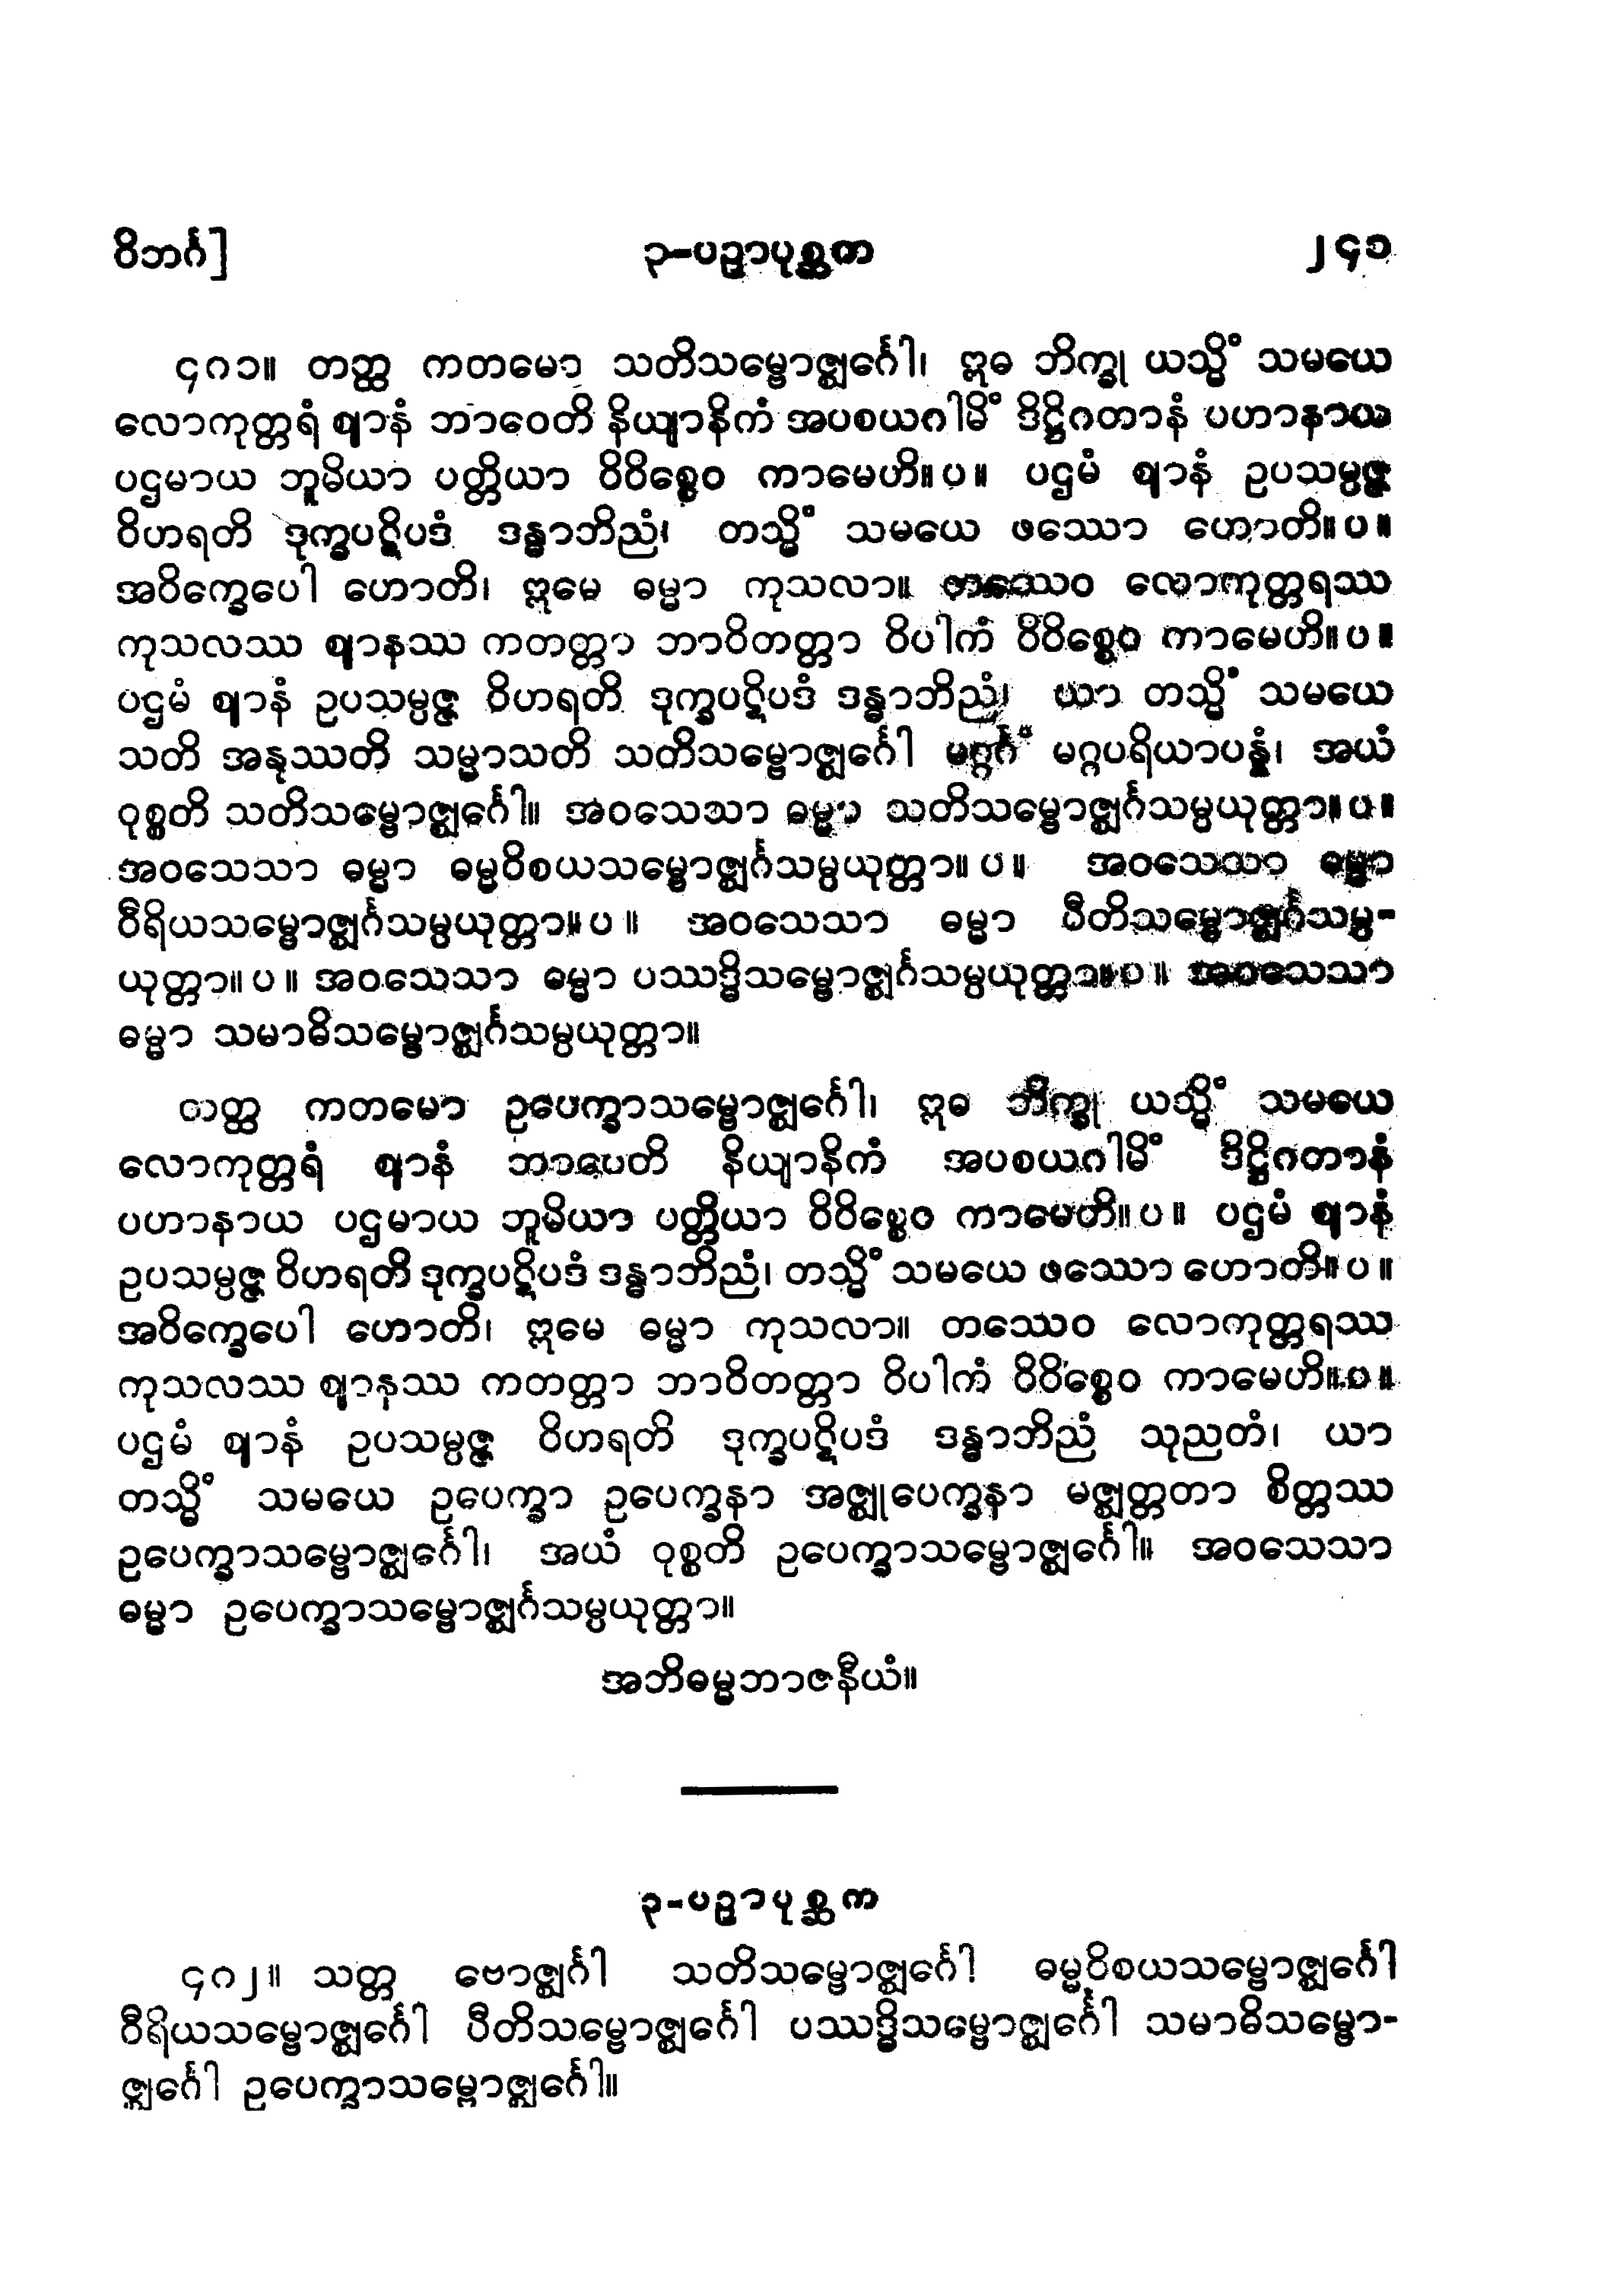 ဝိဘင်္ဂ] ၃-ပဉှာပုစ္ဆက ၂၄၁
၄၇၁။ တတ္ထ ကတမော သတိသမ္ဗောဇ္ဈင်္ဂေါ၊ ဣဓ ဘိက္ခု ယသ္မိံ သမယေ
လောကုတ္တရံ ဈာနံ ဘာဝေတိ နိယျာနိကံ အပစယဂါမိံ ဒိဋ္ဌိဂတာနံ ပဟာနာယ
ပဌမာယ ဘူမိယာ ပတ္တိယာ ဝိဝိစ္စေဝ ကာမေဟိ။ပ။ ပဌမံ ဈာနံ ဥပသမ္ပဇ္ဇ
ဝိဟရတိ ဒုက္ခပဋိပဒံ ဒန္ဓာဘိညံ၊ တသ္မိံ သမယေ ဖဿော ဟောတိ။ပ။
အဝိက္ခေပေါ ဟောတိ၊ ဣမေ ဓမ္မာ ကုသလာ။ တဿေဝ လောကုတ္တရဿ
ကုသလဿ ဈာနဿ ကတတ္တာ ဘာဝိတတ္တာ ဝိပါကံ ဝိဝိစ္စေဝ ကာမေဟိ။ပ။
ပဌမံ ဈာနံ ဥပသမ္ပဇ္ဇ ဝိဟရတိ ဒုက္ခပဋိပဒံ ဒန္ဓာဘိညံ၊ ယာ တသ္မိံ သမယေ
သတိ အနုဿတိ သမ္မာသတိ သတိသမ္ဗောဇ္ဈင်္ဂေါ မဂ္ဂင်္ဂံ မဂ္ဂပရိယာပန္နံ၊ အယံ
ဝုစ္စတိ သတိသမ္ဗောဇ္ဈင်္ဂေါ။ အဝသေသာ ဓမ္မာ သတိသမ္ဗောဇ္ဈင်္ဂသမ္ပယုတ္တာ။ပ။
အဝသေသာ ဓမ္မာ ဓမ္မဝိစယသမ္ဗောဇ္ဈင်္ဂသမ္ပယုတ္တာ။ပ။ အဝသေသာ ဓမ္မာ
ဝီရိယသမ္ဗောဇ္ဈင်္ဂသမ္ပယုတ္တာ။ပ။ အဝသေသာ ဓမ္မာ ပီတိသမ္ဗောဇ္ဈင်္ဂသမ္ပ-
ယုတ္တာ။ပ။ အဝသေသာ ဓမ္မာ ပဿဒ္ဓိသမ္ဗောဇ္ဈင်္ဂသမ္ပယုတ္တာ။ပ။ အဝသေသာ
ဓမ္မာ သမာဓိသမ္ဗောဇ္ဈင်္ဂသမ္ပယုတ္တာ။
တတ္ထ ကတမော ဥပေက္ခာသမ္ဗောဇ္ဈင်္ဂေါ၊ ဣဓ ဘိက္ခု ယသ္မိံ သမယေ
လောကုတ္တရံ ဈာနံ ဘာဝေတိ နိယျာနိကံ အပစယဂါမိံ ဒိဋ္ဌိဂတာနံ
ပဟာနာယ ပဌမာယ ဘူမိယာ ပတ္တိယာ ဝိဝိစ္စေဝ ကာမေဟိ။ပ။ ပဌမံ ဈာနံ
ဥပသမ္ပဇ္ဇ ဝိဟရတိ ဒုက္ခပဋိပဒံ ဒန္ဓာဘိညံ၊ တသ္မိံ သမယေ ဖဿော ဟောတိ။ပ။
အဝိက္ခေပေါ ဟောတိ၊ ဣမေ ဓမ္မာ ကုသလာ။ တဿေဝ လောကုတ္တရဿ
ကုသလဿ ဈာနဿ ကတတ္တာ ဘာဝိတတ္တာ ဝိပါကံ ဝိဝိစ္စေဝ ကာမေဟိ။ပ။
ပဌမံ ဈာနံ ဥပသမ္ပဇ္ဇ ဝိဟရတိ ဒုက္ခပဋိပဒံ ဒန္ဓာဘိညံ သုညတံ၊ ယာ
တသ္မိံ သမယေ ဥပေက္ခာ ဥပေက္ခနာ အဇ္ဈုပေက္ခနာ မဇ္ဈတ္တတာ စိတ္တဿ
ဥပေက္ခာသမ္ဗောဇ္ဈင်္ဂေါ၊ အယံ ဝုစ္စတိ ဥပေက္ခာသမ္ဗောဇ္ဈင်္ဂေါ။ အဝသေသာ
ဓမ္မာ ဥပေက္ခာသမ္ဗောဇ္ဈင်္ဂသမ္ပယုတ္တာ။
အဘိဓမ္မဘာဇနီယံ။
၃-ပဉှာပုစ္ဆက
၄၇၂။ သတ္တ ဗောဇ္ဈင်္ဂါ သတိသမ္ဗောဇ္ဈင်္ဂေါ ဓမ္မဝိစယသမ္ဗောဇ္ဈင်္ဂေါ
ဝီရိယသမ္ဗောဇ္ဈင်္ဂေါ ပီတိသမ္ဗောဇ္ဈင်္ဂေါ ပဿဒ္ဓိသမ္ဗောဇ္ဈင်္ဂေါ သမာဓိသမ္ဗော-
ဇ္ဈင်္ဂေါ ဥပေက္ခာသမ္ဗောဇ္ဈင်္ဂေါ။